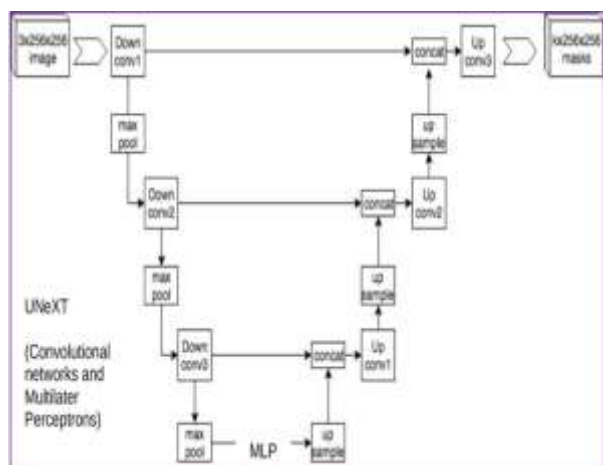 3x256x256
image
Down
conv1
concat
Up
conv3
kx256x256
masks
max
pool
up
sample
Down
conv2
concat
Up
conv2
max
pool
up
sample
UNeXT
(Convolutional
networks and
Multilater
Perceptrons)
Down
conv3
concat
Up
conv1
max
pool
MLP
up
sample